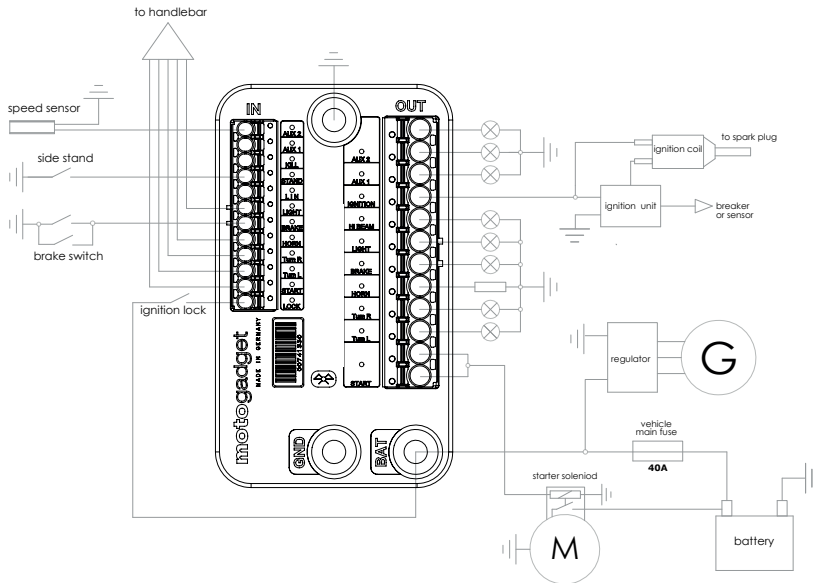 to handlebar
speed sensor
side stand
brake switch
ignition lock
IN
AUX 2
AUX 1
KILL
STAND
L I N
LIGHT
BRAKE
HORN
Turn R
Turn L
START
LOCK
OUT
AUX 2
AUX 1
IGNITION
HI BEAM
LIGHT
BRAKE
HORN
Turn R
Turn L
START
motogadget
MADE IN GERMANY
00741330
GND
BAT
ignition coil
to spark plug
ignition unit
breaker
or sensor
regulator
G
vehicle
main fuse
40A
starter soleniod
M
battery